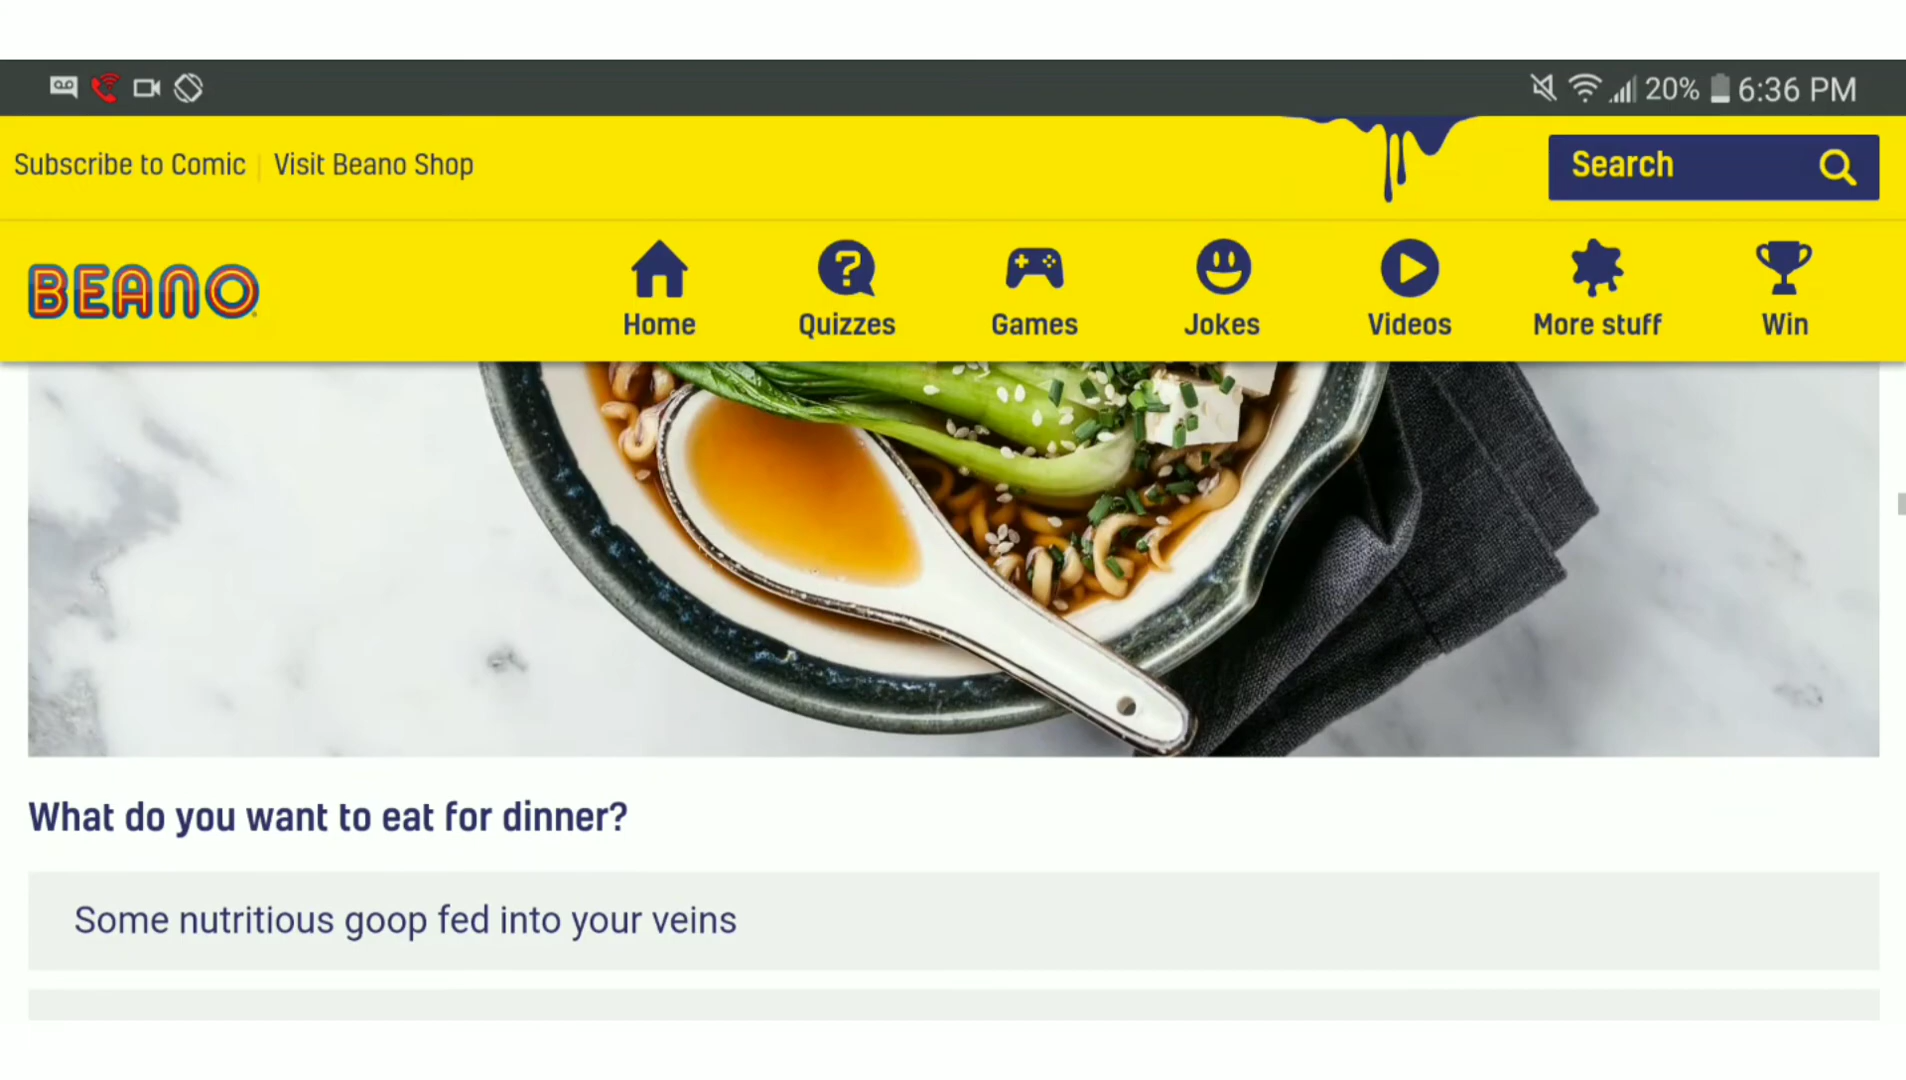 20% 6:36 PM
Subscribe to Comic Visit Beano Shop
Search
BEANO
Home Quizzes Games Jokes Videos More stuff Win
What do you want to eat for dinner?
Some nutritious goop fed into your veins